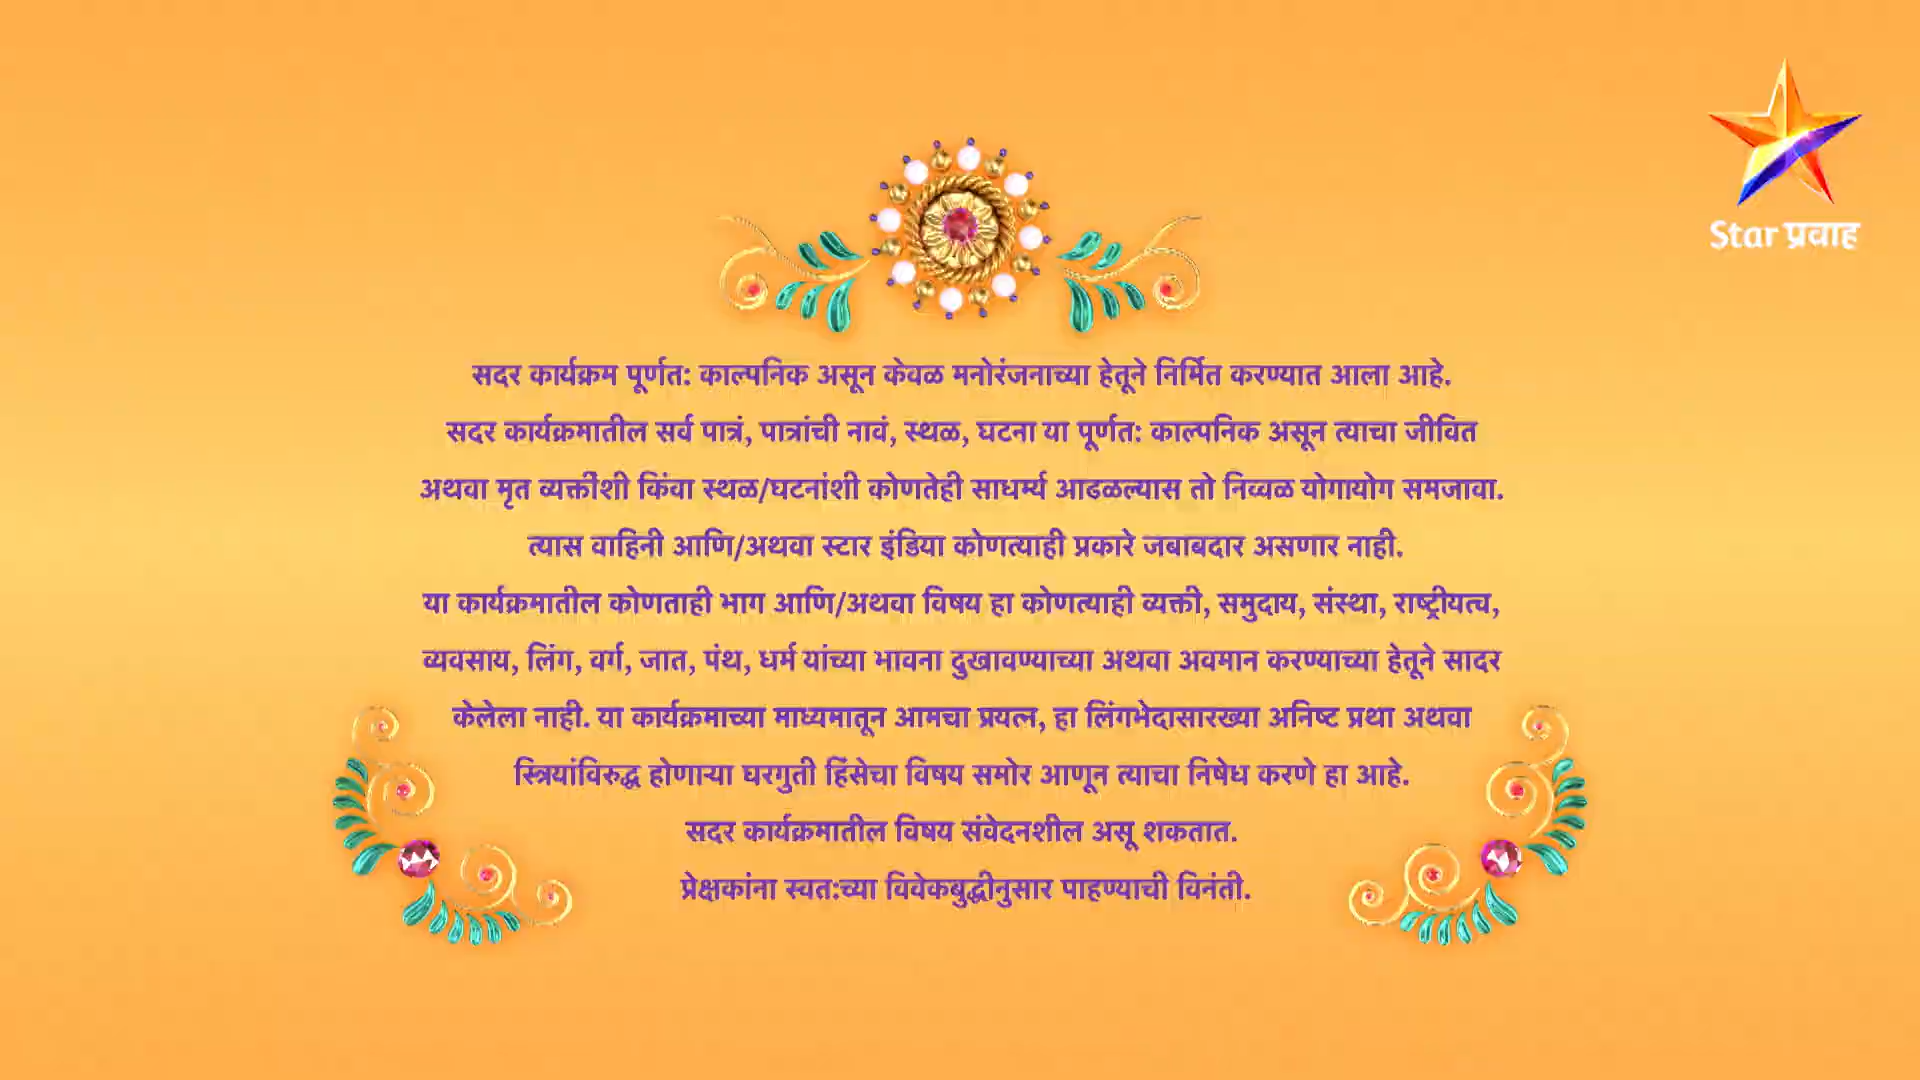 Star प्रवाह
सदर कार्यक्रम पूर्णत: काल्पनिक असून केवळ मनोरंजनाच्या हेतूने निर्मित करण्यात आला आहे.
सदर कार्यक्रमातील सर्व पात्रं, पात्रांची नावं, स्थळ, घटना या पूर्णत: काल्पनिक असून त्याचा जीवित
अथवा मृत व्यक्तींशी किंवा स्थळ/घटनांशी कोणतेही साधर्म्य आढळल्यास तो निव्वळ योगायोग समजावा.
त्यास वाहिनी आणि/अथवा स्टार इंडिया कोणत्याही प्रकारे जबाबदार असणार नाही.
या कार्यक्रमातील कोणताही भाग आणि/अथवा विषय हा कोणत्याही व्यक्ती, समुदाय, संस्था, राष्ट्रीयत्व,
व्यवसाय, लिंग, वर्ग, जात, पंथ, धर्म यांच्या भावना दुखावण्याच्या अथवा अवमान करण्याच्या हेतूने सादर
केलेला नाही. या कार्यक्रमाच्या माध्यमातून आमचा प्रयत्न, हा लिंगभेदासारख्या अनिष्ट प्रथा अथवा
स्त्रियांविरुद्ध होणाऱ्या घरगुती हिंसेचा विषय समोर आणून त्याचा निषेध करणे हा आहे.
सदर कार्यक्रमातील विषय संवेदनशील असू शकतात.
प्रेक्षकांना स्वत:च्या विवेकबुद्धीनुसार पाहण्याची विनंती.